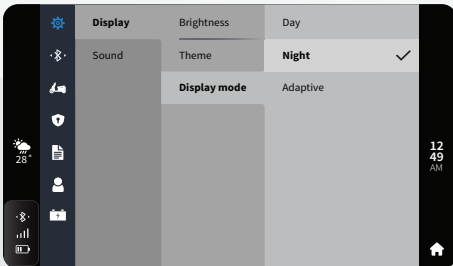 Display
Brightness
Day
Sound
Theme
Night
Display mode
Adaptive
28°
12
49
AM